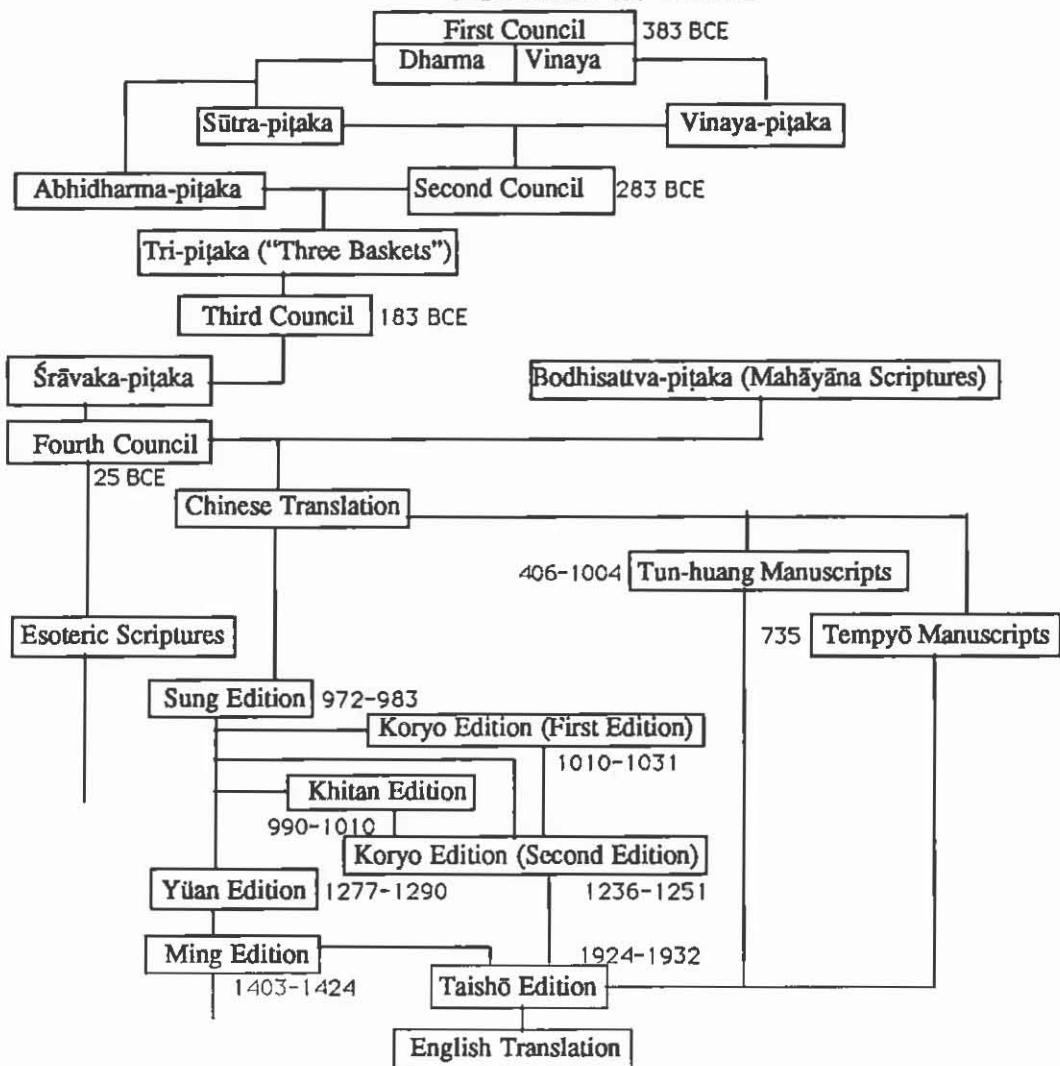 First Council 383 BCE
Dharma Vinaya
Sūtra-piṭaka Vinaya-piṭaka
Abhidharma-piṭaka Second Council 283 BCE
Tri-piṭaka (“Three Baskets”)
Third Council 183 BCE
Śrāvaka-piṭaka Bodhisattva-piṭaka (Mahāyāna Scriptures)
Fourth Council
25 BCE
Chinese Translation
406-1004 Tun-huang Manuscripts
Esoteric Scriptures 735 Tempyō Manuscripts
Sung Edition 972-983
Koryo Edition (First Edition)
1010-1031
Khitan Edition
990-1010
Koryo Edition (Second Edition)
Yüan Edition 1277-1290 1236-1251
Ming Edition 1924-1932
1403-1424 Taishō Edition
English Translation